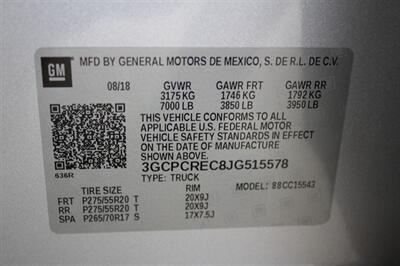 GM
MFD BY GENERAL MOTORS DE MEXICO, S. DE R.L. DE C.V.
08/18 GVWR GAWR FRT GAWR RR
3175 KG 1746 KG 1792 KG
7000 LB 3850 LB 3950 LB
THIS VEHICLE CONFORMS TO ALL
APPLICABLE U.S. FEDERAL MOTOR
VEHICLE SAFETY STANDARDS IN EFFECT
ON THE DATE OF MANUFACTURE
SHOWN ABOVE.
3GCPCREC8JG515578
636R
TYPE: TRUCK
MODEL: 88CC15543
TIRE SIZE RIM
FRT P275/55R20 T 20X9J
RR P275/55R20 T 20X9J
SPA P265/70R17 S 17X7.5J